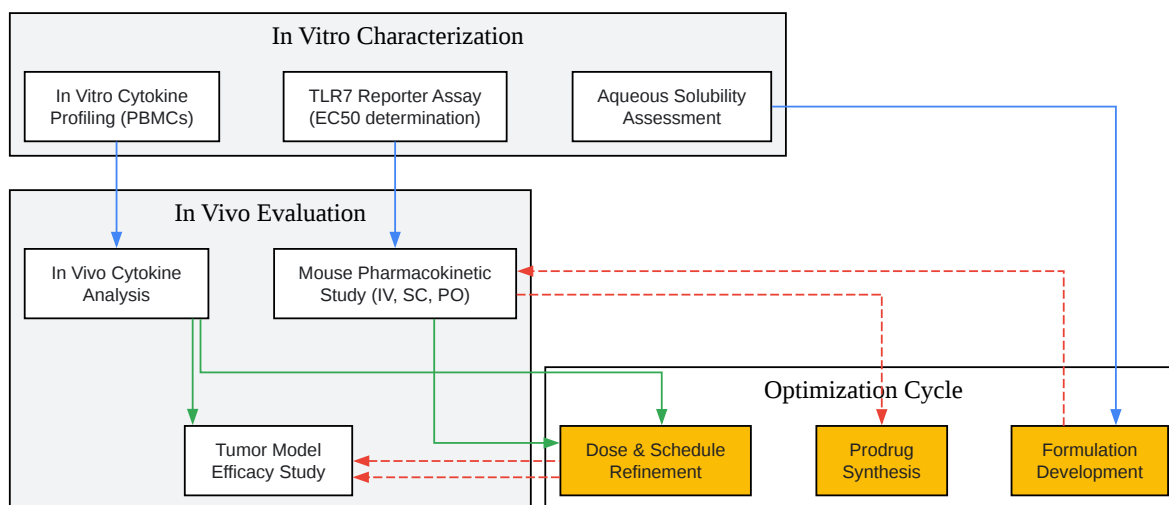 In Vitro Characterization
In Vitro Cytokine
Profiling (PBMCs)
TLR7 Reporter Assay
(EC50 determination)
Aqueous Solubility
Assessment
In Vivo Evaluation
In Vivo Cytokine
Analysis
Mouse Pharmacokinetic
Study (IV, SC, PO)
Tumor Model
Efficacy Study
Optimization Cycle
Dose & Schedule
Refinement
Prodrug
Synthesis
Formulation
Development